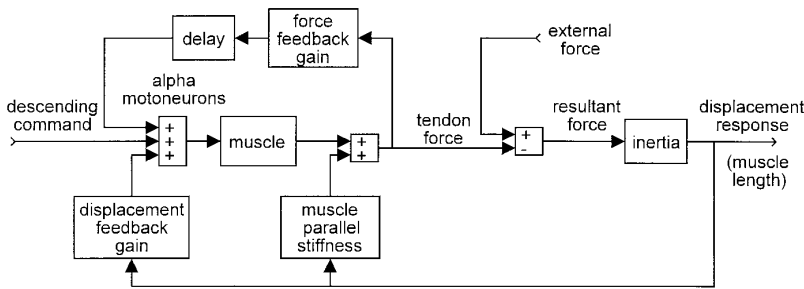 force
feedback
gain
delay
external
force
alpha
motoneurons
descending
command
+
+
+
muscle
+
+
tendon
force
+
-
resultant
force
inertia
displacement
response
(muscle
length)
displacement
feedback
gain
muscle
parallel
stiffness